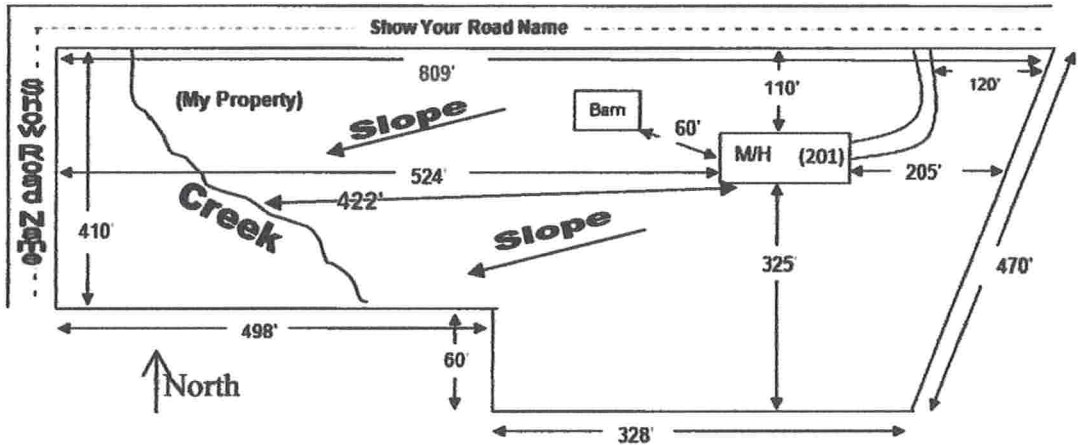 Show Your Road Name
809'
(My Property)
110'
120'
Slope
Barn
60'
M/H (201)
Show Road Name
524'
205'
422'
Creek
410'
Slope
325'
470'
498'
60'
North
328'